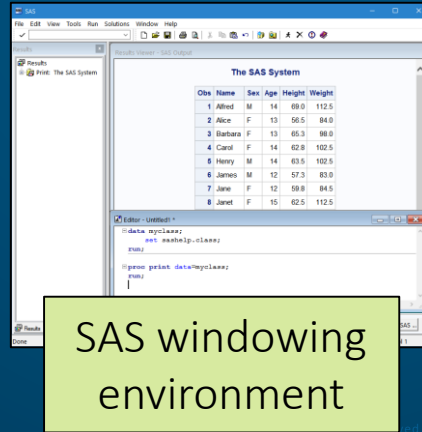 SAS
File Edit View Tools Run Solutions Window Help
Results
Results Viewer - SAS Output
Results
Print: The SAS System
The SAS System
Obs Name Sex Age Height Weight
1 Alfred M 14 69.0 112.5
2 Alice F 13 56.5 84.0
3 Barbara F 13 65.3 98.0
4 Carol F 14 62.8 102.5
5 Henry M 14 63.5 102.5
6 James M 12 57.3 83.0
7 Jane F 12 59.8 84.5
8 Janet F 15 62.5 112.5
Editor - Untitled1 *
data myclass;
set sashelp.class;
run;
proc print data=myclass;
run;
Results
SAS ...
Done
SAS windowing
environment